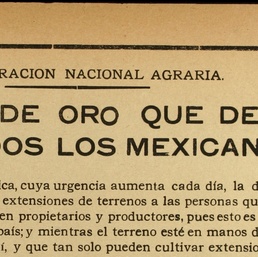 RACION NACIONAL AGRARIA.
DE ORO QUE DE
DOS LOS MEXICAN
ica, cuya urgencia aumenta cada día, la d
extensiones de terrenos a las personas qu
en propietarios y productores, pues esto es
país; y mientras el terreno esté en manos d
í, y que tan solo pueden cultivar extensio